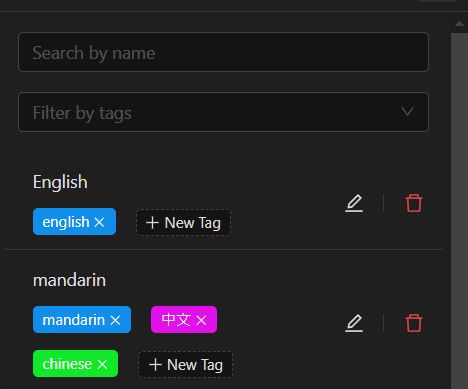 Search by name
Filter by tags
English
english × + New Tag
mandarin
mandarin × 中文 ×
chinese × + New Tag